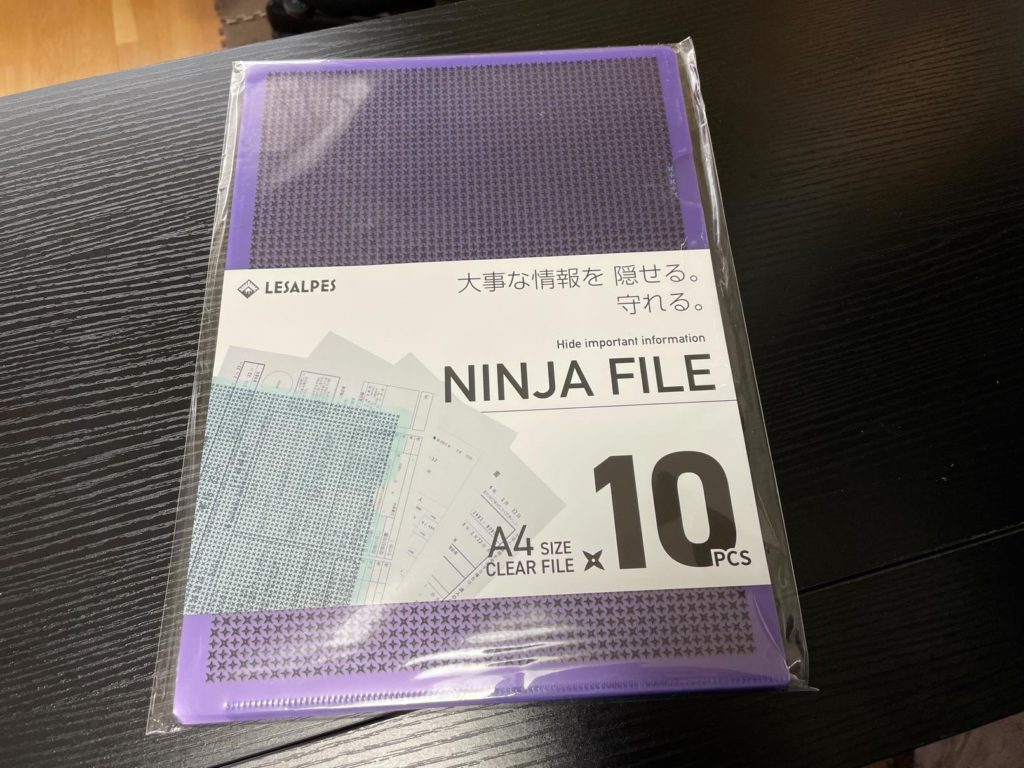 LESALPES
大事な情報を 隠せる。
守れる。
Hide important information
NINJA FILE
A4 SIZE
CLEAR FILE
×10 PCS